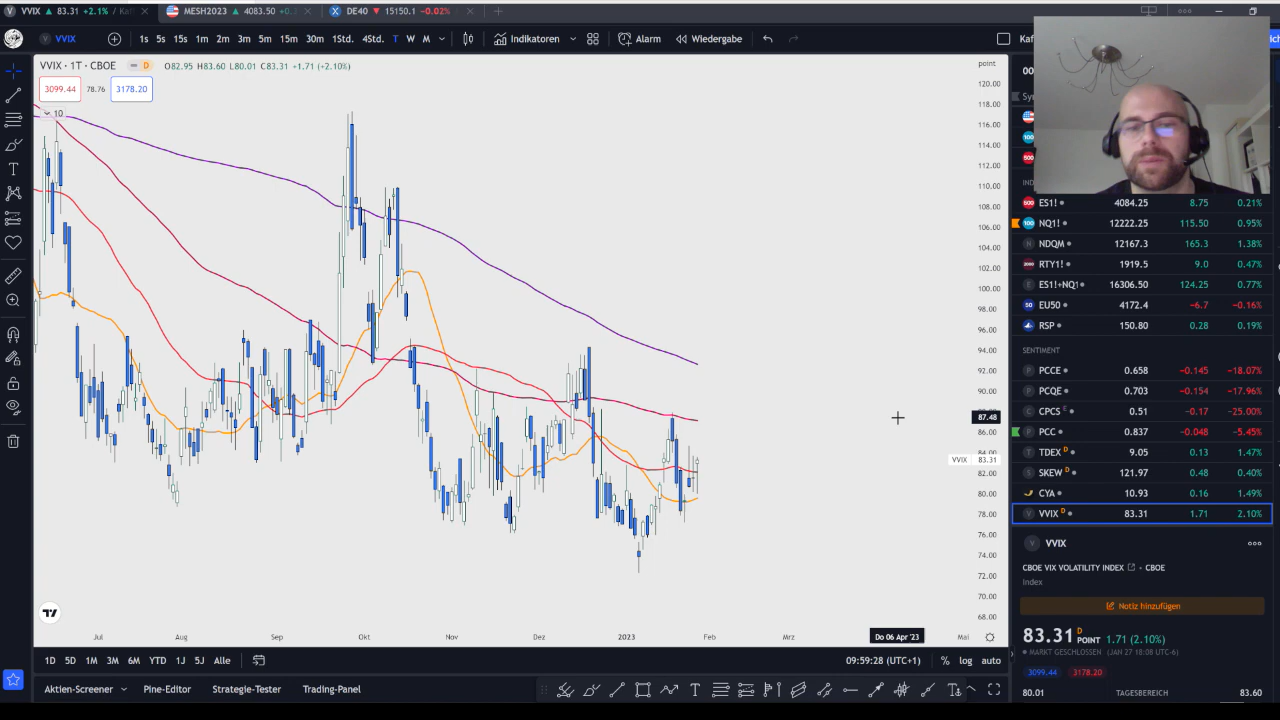 VVIX ▲ 83.31 +2.1% / Kaf
MESH2023 ▲ 4083.50 +0.
DE40 ▼ 15150.1 −0.02%
VVIX 1s 5s 15s 1m 2m 3m 5m 15m 30m 1Std. 4Std. T W M Indikatoren Alarm Wiedergabe Kaf
VVIX · 1T · CBOE D O82.95 H83.60 L80.01 C83.31 +1.71 (+2.10%)
3099.44 78.76 3178.20
10
point
120.00
118.00
116.00
114.00
112.00
110.00
108.00
106.00
104.00
102.00
100.00
98.00
96.00
94.00
92.00
90.00
87.48
86.00
84.00
VVIX 83.31
82.00
80.00
78.00
76.00
74.00
72.00
70.00
68.00
Jul Aug Sep Okt Nov Dez 2023 Feb Mrz Do 06 Apr '23 Mai
1D 5D 1M 3M 6M YTD 1J 5J Alle 09:59:28 (UTC+1) % log auto
Aktien-Screener Pine-Editor Strategie-Tester Trading-Panel
ES1! 4084.25 8.75 0.21%
NQ1! 12222.25 115.50 0.95%
NDQM 12167.3 165.3 1.38%
RTY1! 1919.5 9.0 0.47%
ES1!+NQ1! 16306.50 124.25 0.77%
EU50 4172.4 −6.7 −0.16%
RSP 150.80 0.28 0.19%
SENTIMENT
PCCE 0.658 −0.145 −18.07%
PCQE 0.703 −0.154 −17.96%
CPCS E 0.51 −0.17 −25.00%
PCC 0.837 −0.048 −5.45%
TDEX D 9.05 0.13 1.47%
SKEW D 121.97 0.48 0.40%
CYA 10.93 0.16 1.49%
VVIX D 83.31 1.71 2.10%
VVIX
CBOE VIX VOLATILITY INDEX · CBOE
Index
Notiz hinzufügen
83.31 D POINT 1.71 (2.10%)
MARKT GESCHLOSSEN (JAN 27 18:08 UTC-6)
3099.44 3178.20
80.01 TAGESBEREICH 83.60